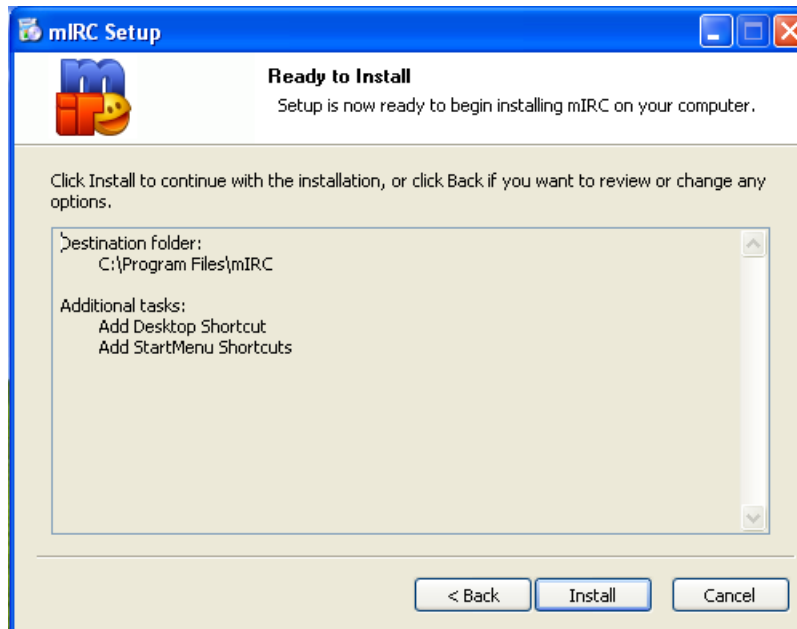 mIRC Setup
mirc
Ready to Install
Setup is now ready to begin installing mIRC on your computer.
Click Install to continue with the installation, or click Back if you want to review or change any
options.
Destination folder:
C:\Program Files\mIRC
Additional tasks:
Add Desktop Shortcut
Add StartMenu Shortcuts
< Back
Install
Cancel